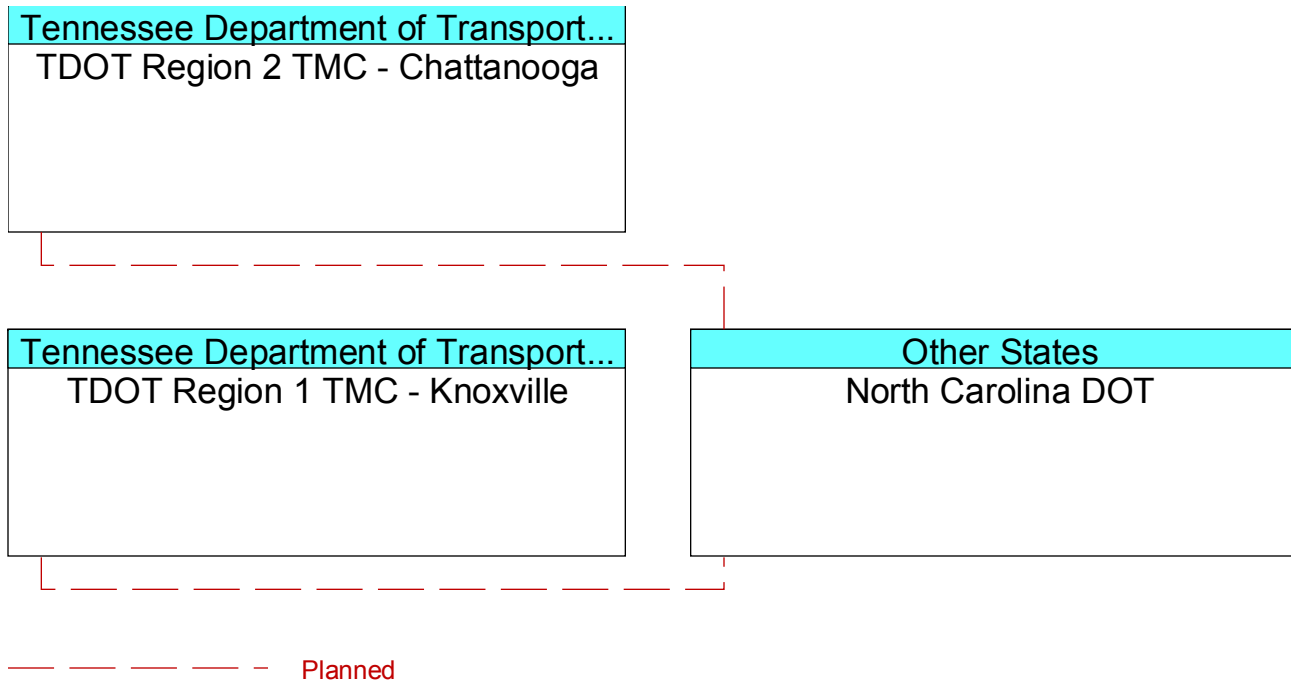 Tennessee Department of Transport...
TDOT Region 2 TMC - Chattanooga
Tennessee Department of Transport...
TDOT Region 1 TMC - Knoxville
Other States
North Carolina DOT
Planned